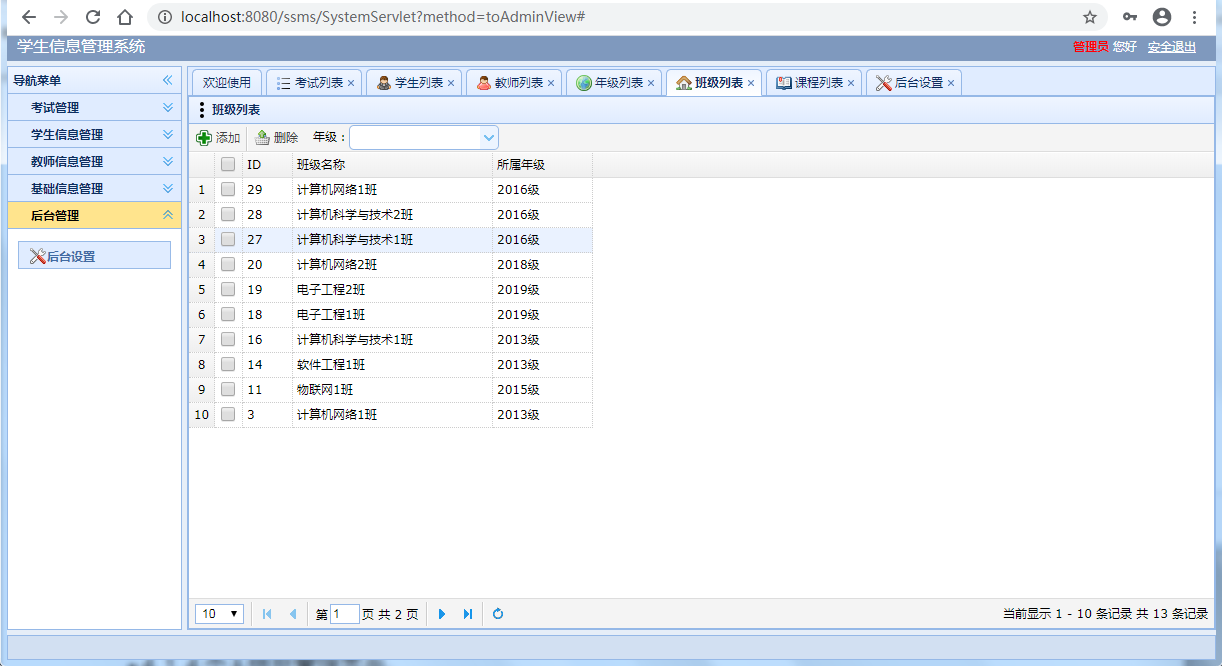 localhost:8080/ssms/SystemServlet?method=toAdminView#
学生信息管理系统 管理员 您好 安全退出
导航菜单
考试管理
学生信息管理
教师信息管理
基础信息管理
后台管理
后台设置
欢迎使用 考试列表 学生列表 教师列表 年级列表 班级列表 课程列表 后台设置
班级列表
添加 删除 年级：
ID 班级名称 所属年级
1 29 计算机网络1班 2016级
2 28 计算机科学与技术2班 2016级
3 27 计算机科学与技术1班 2016级
4 20 计算机网络2班 2018级
5 19 电子工程2班 2019级
6 18 电子工程1班 2019级
7 16 计算机科学与技术1班 2013级
8 14 软件工程1班 2013级
9 11 物联网1班 2015级
10 3 计算机网络1班 2013级
10 第 1 页 共 2 页 当前显示 1 - 10 条记录 共 13 条记录